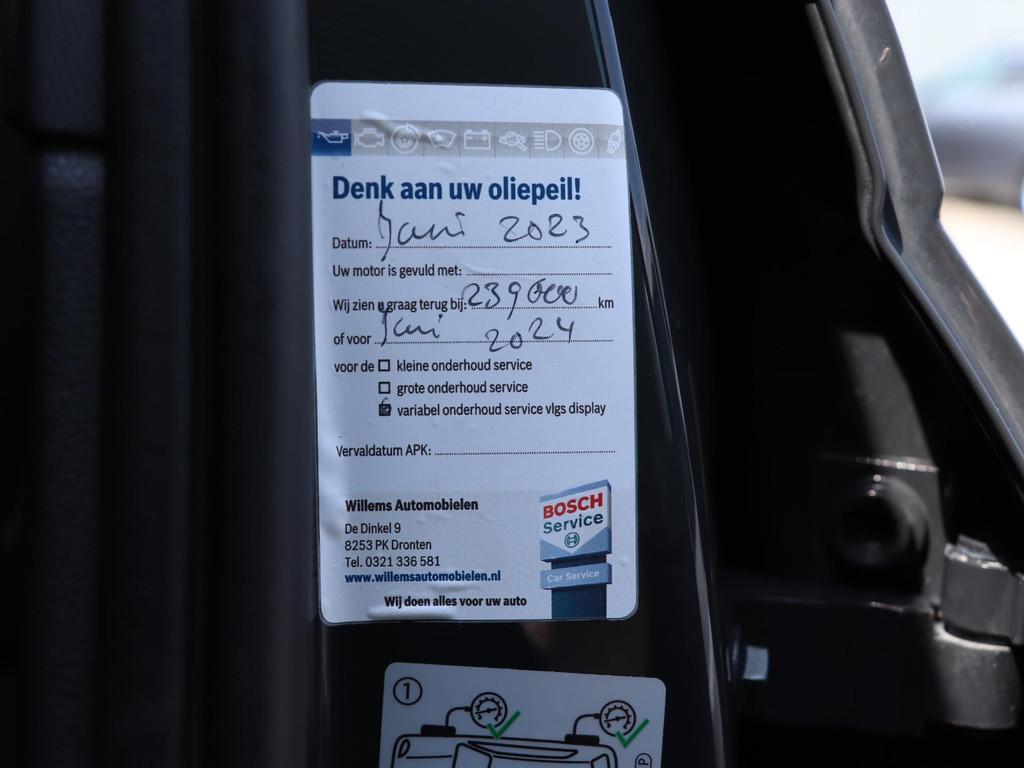 Denk aan uw oliepeil!
Datum: Juni 2023
Uw motor is gevuld met:
Wij zien u graag terug bij: 239000 km
of voor Juni 2024
voor de kleine onderhoud service
grote onderhoud service
variabel onderhoud service vlgs display
Vervaldatum APK:
Willems Automobielen
De Dinkel 9
8253 PK Dronten
Tel. 0321 336 581
www.willemsautomobielen.nl
Wij doen alles voor uw auto
BOSCH
Service
Car Service
1
P